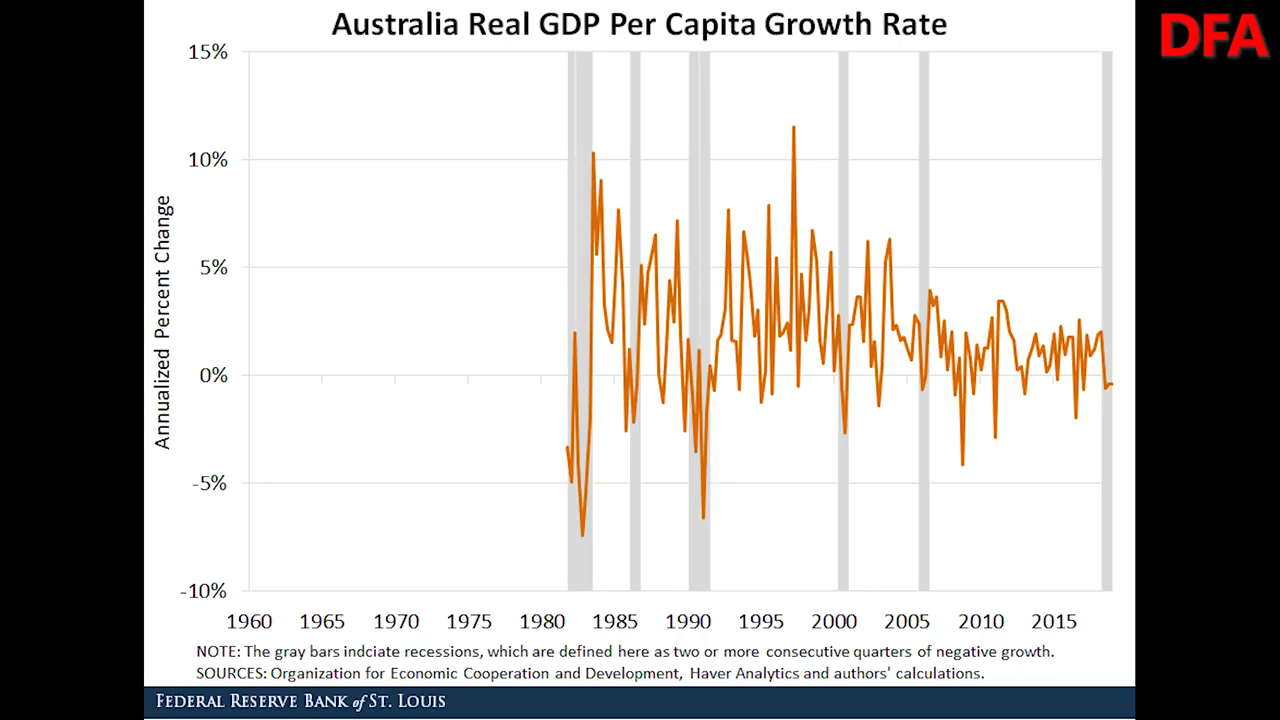 Australia Real GDP Per Capita Growth Rate
DFA
15%
10%
5%
0%
-5%
-10%
Annualized Percent Change
1960 1965 1970 1975 1980 1985 1990 1995 2000 2005 2010 2015
NOTE: The gray bars indciate recessions, which are defined here as two or more consecutive quarters of negative growth.
SOURCES: Organization for Economic Cooperation and Development, Haver Analytics and authors' calculations.
FEDERAL RESERVE BANK of ST. LOUIS